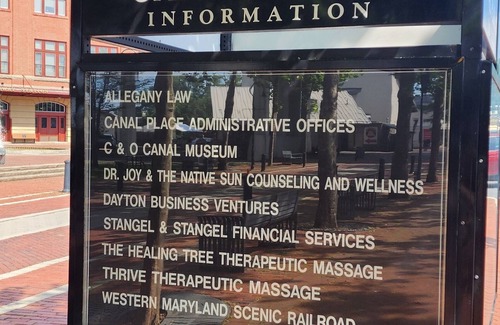 INFORMATION
ALLEGANY LAW
CANAL PLACE ADMINISTRATIVE OFFICES
C & O CANAL MUSEUM
DR. JOY & THE NATIVE SUN COUNSELING AND WELLNESS
DAYTON BUSINESS VENTURES
STANGEL & STANGEL FINANCIAL SERVICES
THE HEALING TREE THERAPEUTIC MASSAGE
THRIVE THERAPEUTIC MASSAGE
WESTERN MARYLAND SCENIC RAILROAD